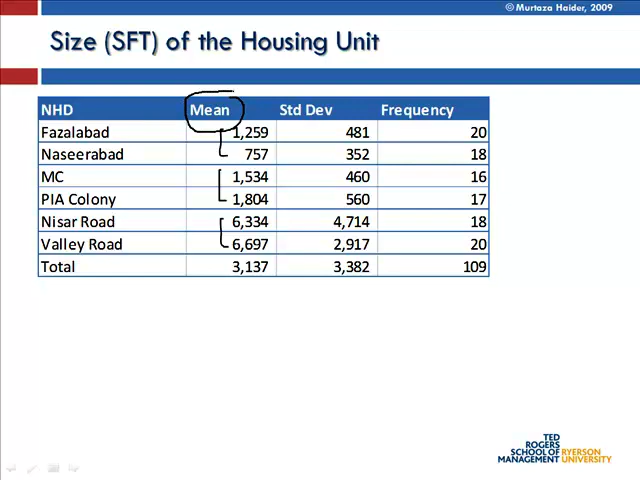 © Murtaza Haider, 2009
Size (SFT) of the Housing Unit
NHD Mean Std Dev Frequency
Fazalabad 1,259 481 20
Naseerabad 757 352 18
MC 1,534 460 16
PIA Colony 1,804 560 17
Nisar Road 6,334 4,714 18
Valley Road 6,697 2,917 20
Total 3,137 3,382 109
TED
ROGERS
SCHOOL OF RYERSON
MANAGEMENT UNIVERSITY